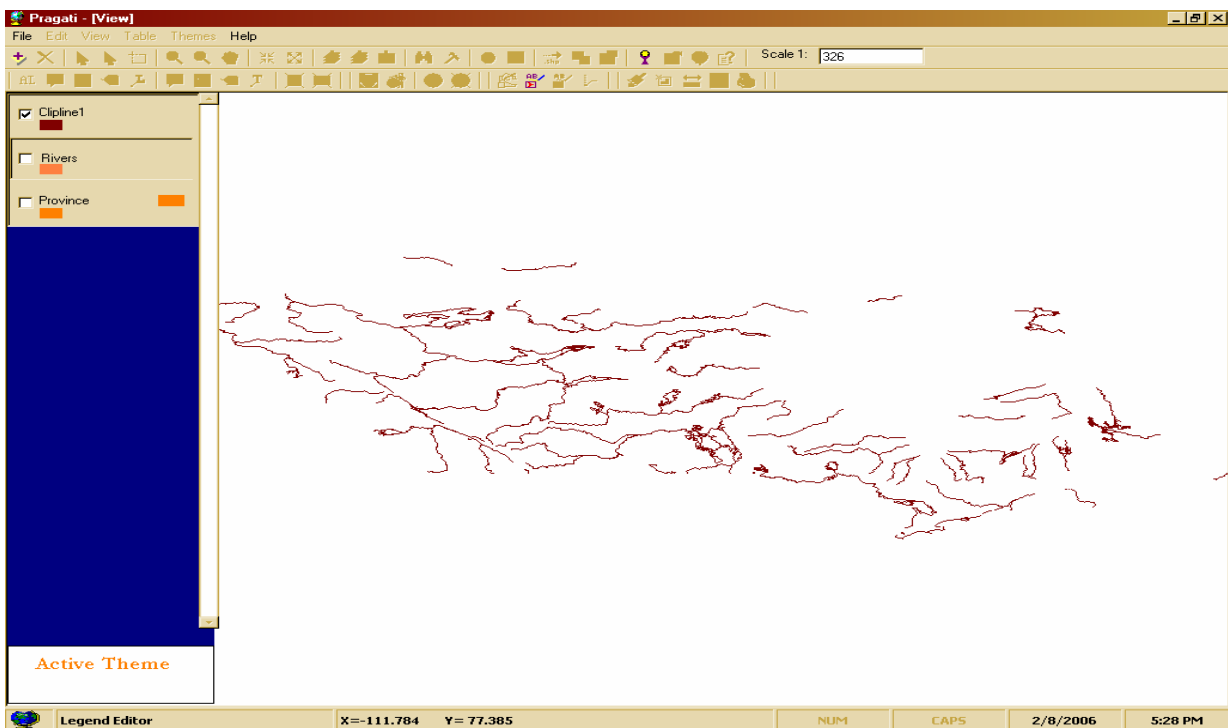 Pragati - [View]
File Edit View Table Themes Help
Scale 1: 326
Clipline1
Rivers
Province
Active Theme
Legend Editor X=-111.784 Y= 77.385 NUM CAPS 2/8/2006 5:28 PM